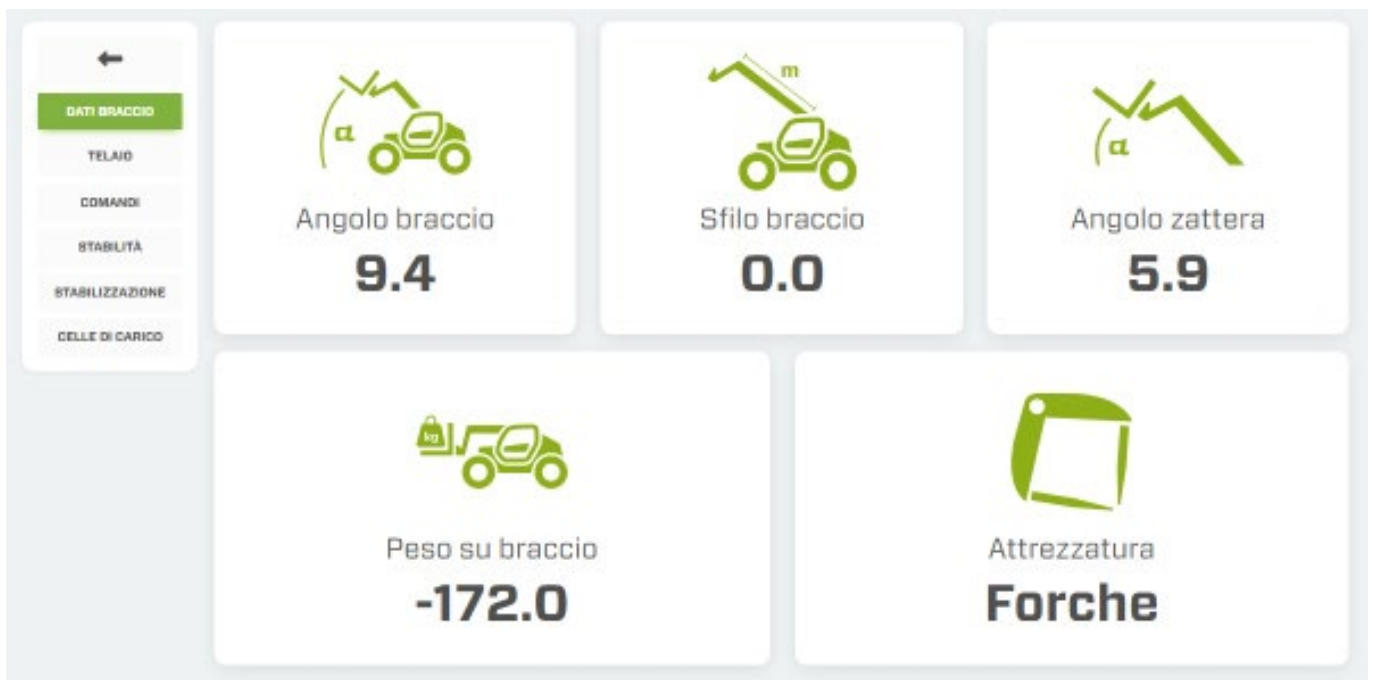 DATI BRACCIO
TELAIO
COMANDI
STABILITÀ
STABILIZZAZIONE
CELLE DI CARICO
α
Angolo braccio
9.4
m
Sfilo braccio
0.0
α
Angolo zattera
5.9
kg
Peso su braccio
-172.0
Attrezzatura
Forche